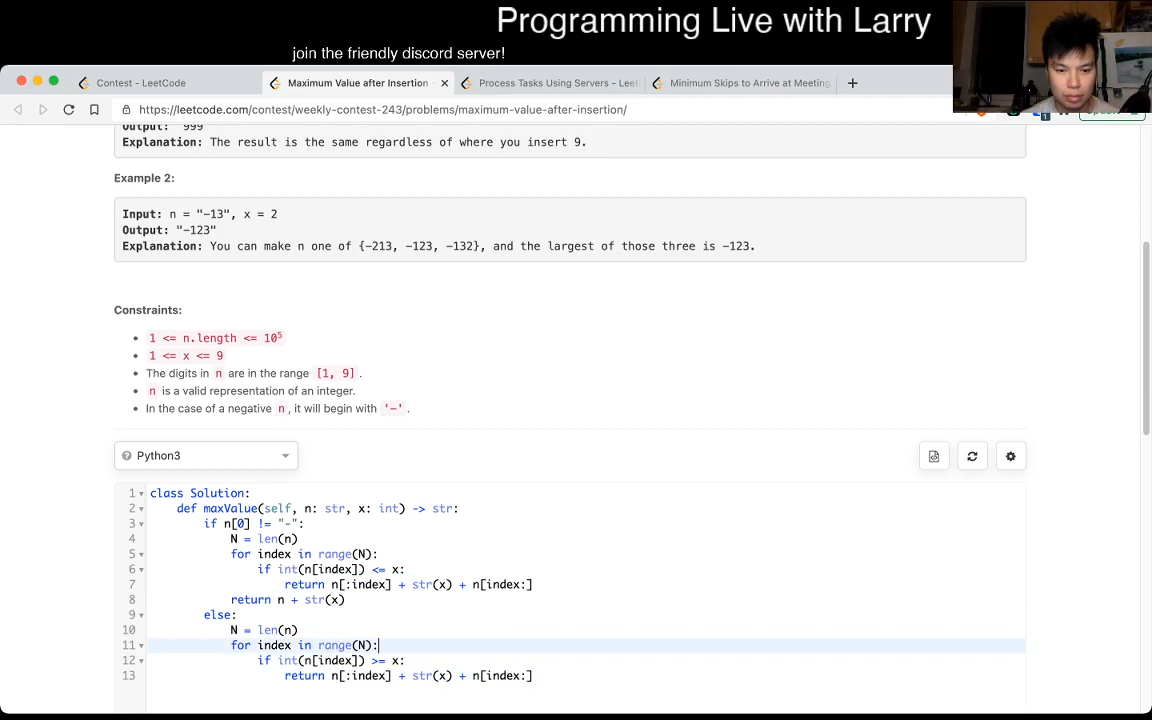 Programming Live with Larry
join the friendly discord server!
Contest - LeetCode
Maximum Value after Insertion
Process Tasks Using Servers - Leet
Minimum Skips to Arrive at Meeting
https://leetcode.com/contest/weekly-contest-243/problems/maximum-value-after-insertion/
Output: 999
Explanation: The result is the same regardless of where you insert 9.
Example 2:
Input: n = "-13", x = 2
Output: "-123"
Explanation: You can make n one of {-213, -123, -132}, and the largest of those three is -123.
Constraints:
1 <= n.length <= 10⁵
1 <= x <= 9
The digits in n are in the range [1, 9].
n is a valid representation of an integer.
In the case of a negative n, it will begin with '-'.
Python3
1 class Solution:
2 def maxValue(self, n: str, x: int) -> str:
3 if n[0] != "-":
4 N = len(n)
5 for index in range(N):
6 if int(n[index]) <= x:
7 return n[:index] + str(x) + n[index:]
8 return n + str(x)
9 else:
10 N = len(n)
11 for index in range(N):
12 if int(n[index]) >= x:
13 return n[:index] + str(x) + n[index:]